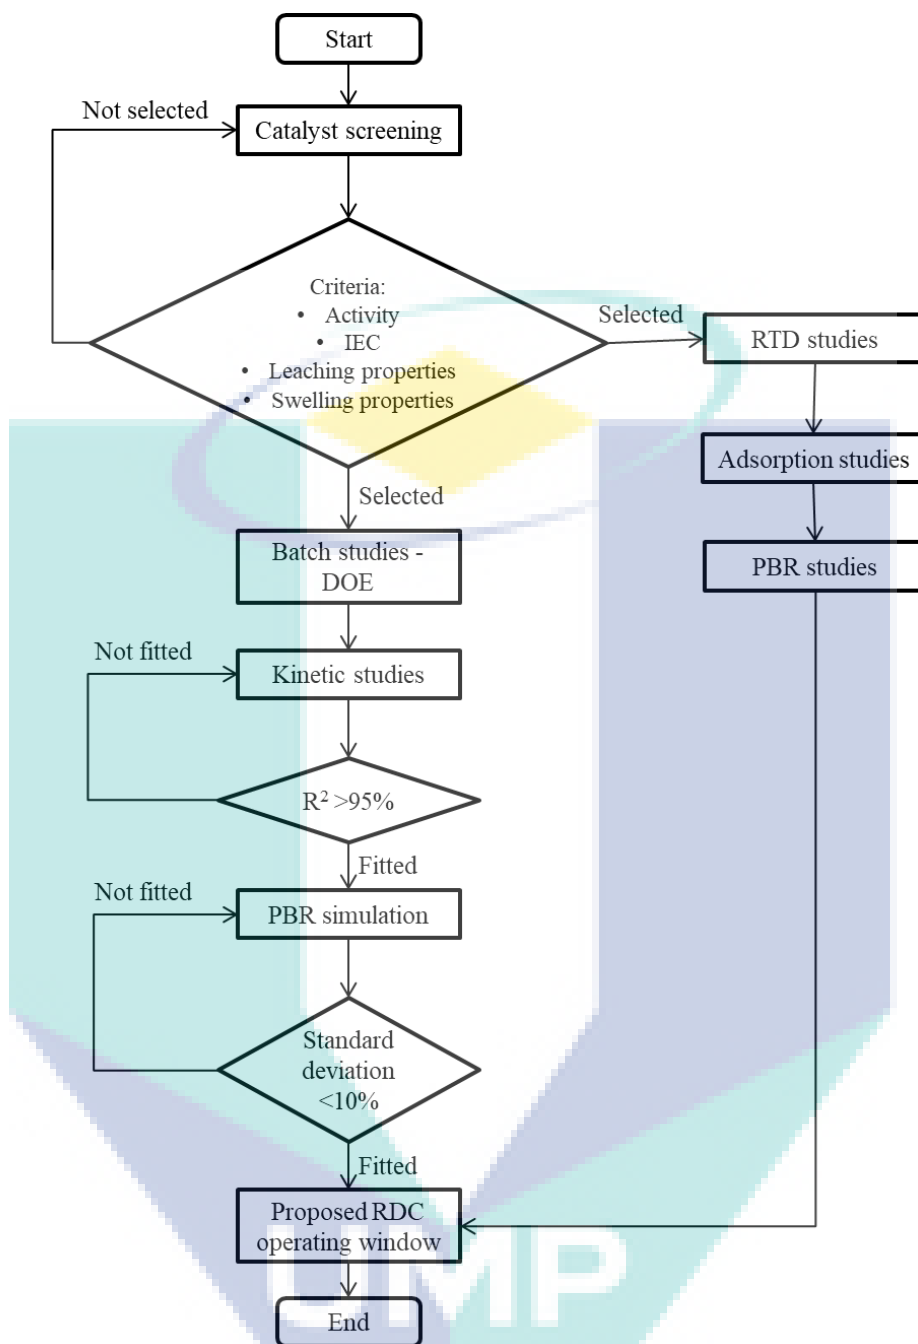 Start
Not selected
Catalyst screening
Criteria:
• Activity
• IEC
• Leaching properties
• Swelling properties
Selected
RTD studies
Adsorption studies
PBR studies
Selected
Batch studies -
DOE
Not fitted
Kinetic studies
R² >95%
Fitted
Not fitted
PBR simulation
Standard
deviation
<10%
Fitted
Proposed RDC
operating window
UMP
End